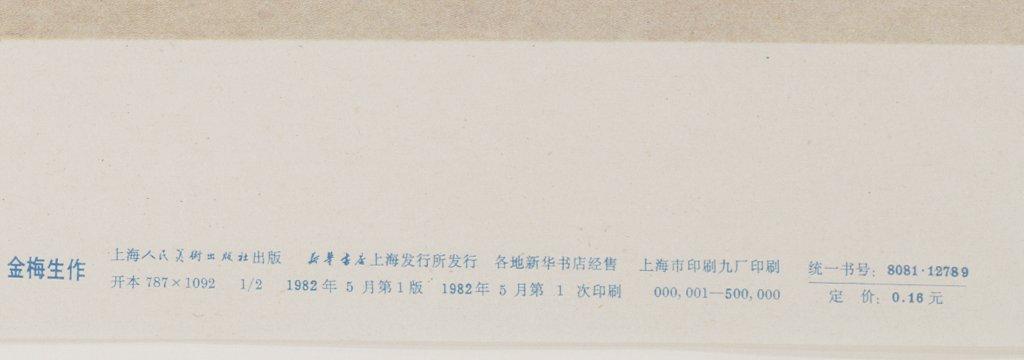 金梅生作
上海人民美術出版社出版 新华书店上海发行所发行 各地新华书店经售 上海市印刷九厂印刷 统一书号：8081·12789
开本 787×1092 1/2 1982年 5 月第1版 1982年 5 月第 1 次印刷 000,001—500,000 定 价：0.16 元